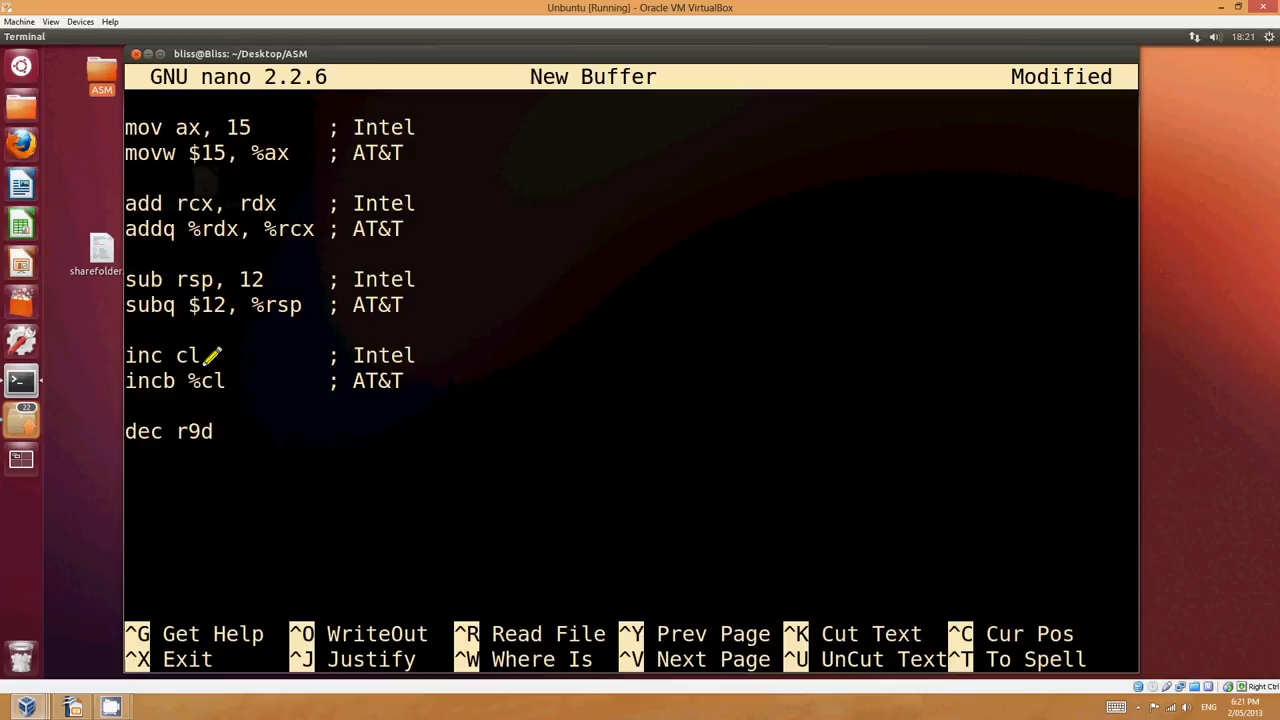 Unbuntu [Running] - Oracle VM VirtualBox
Machine View Devices Help
Terminal
18:21
bliss@Bliss: ~/Desktop/ASM
GNU nano 2.2.6 New Buffer Modified
ASM
mov ax, 15 ; Intel
movw $15, %ax ; AT&T
add rcx, rdx ; Intel
addq %rdx, %rcx ; AT&T
sharefolder.
sub rsp, 12 ; Intel
subq $12, %rsp ; AT&T
inc cl ; Intel
incb %cl ; AT&T
22
dec r9d
^G Get Help ^O WriteOut ^R Read File ^Y Prev Page ^K Cut Text ^C Cur Pos
^X Exit ^J Justify ^W Where Is ^V Next Page ^U UnCut Text ^T To Spell
Right Ctrl
ENG
6:21 PM
2/05/2013